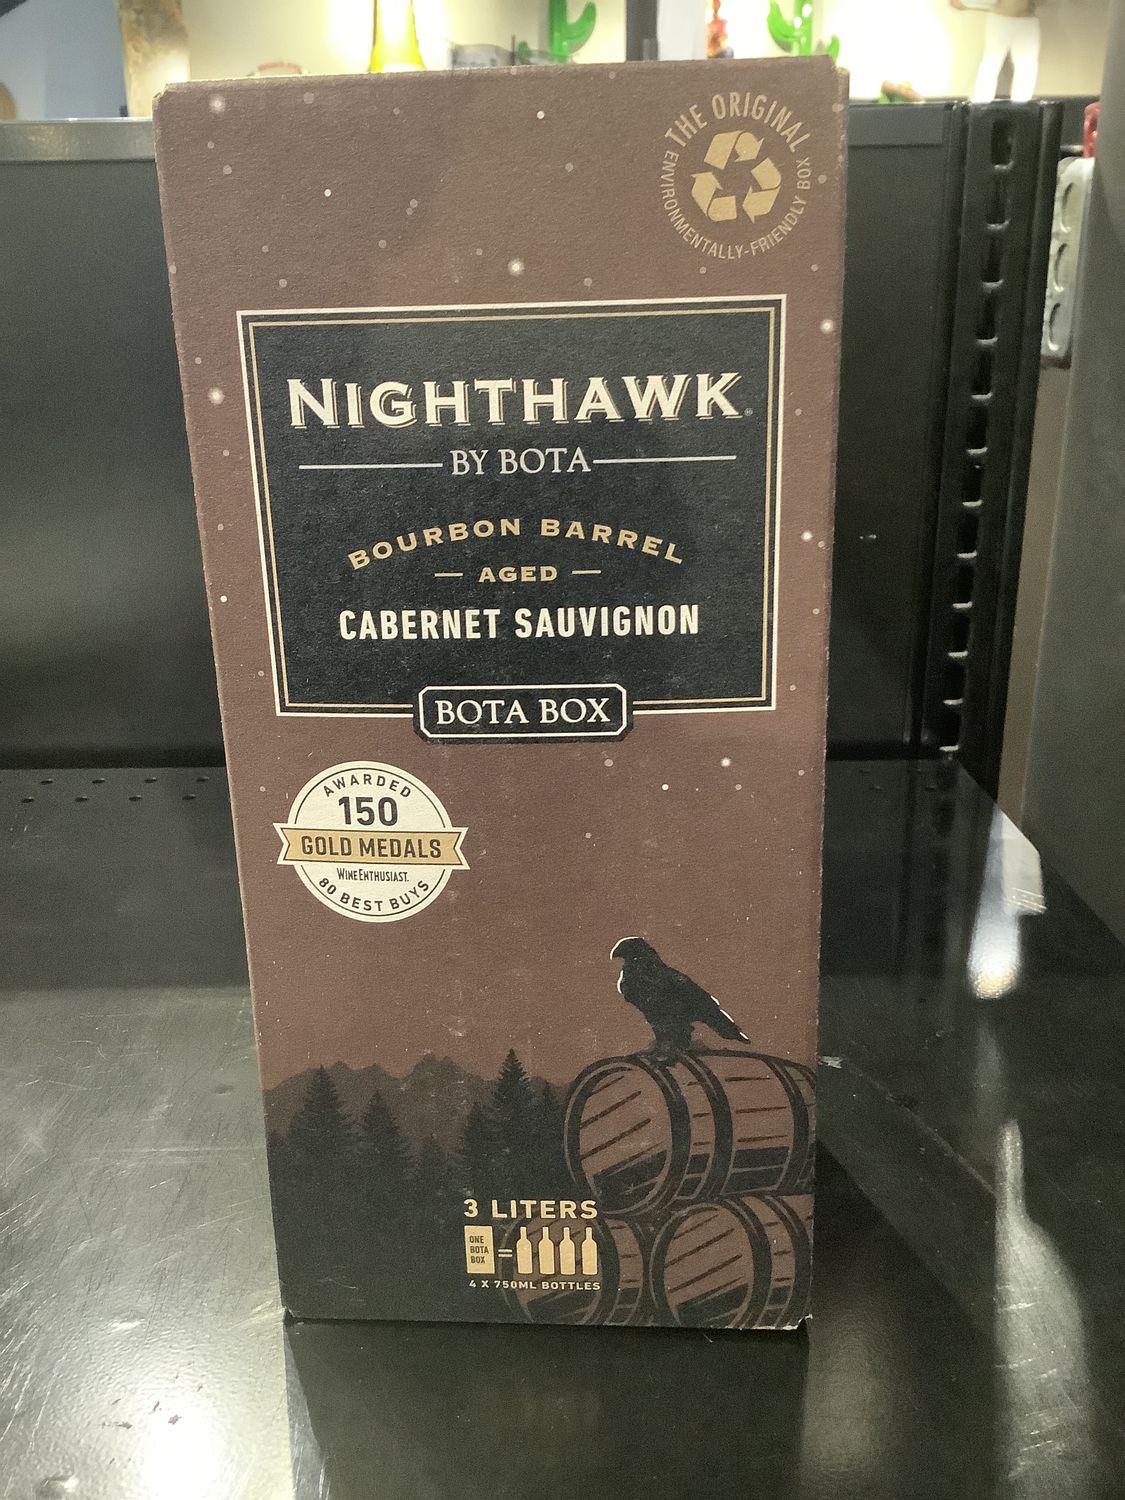 THE ORIGINAL
ENVIRONMENTALLY-FRIENDLY BOX
NIGHTHAWK®
BY BOTA
BOURBON BARREL
AGED
CABERNET SAUVIGNON
BOTA BOX
AWARDED
150
GOLD MEDALS
WINE ENTHUSIAST.
80 BEST BUYS
3 LITERS
ONE
BOTA
BOX
=
4 X 750ML BOTTLES